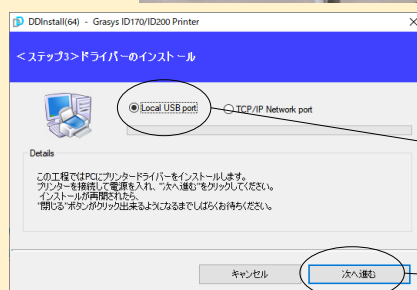 DDInstall(64) - Grasys ID170/ID200 Printer
<ステップ3>ドライバーのインストール
Local USB port
TCP/IP Network port
Details
この工程ではPCにプリンタードライバーをインストールします。
プリンターを接続して電源を入れ、"次へ進む"をクリックしてください。
インストールが再開されたら、
"閉じる"ボタンがクリック出来るようになるまでしばらくお待ちください。
キャンセル
次へ進む